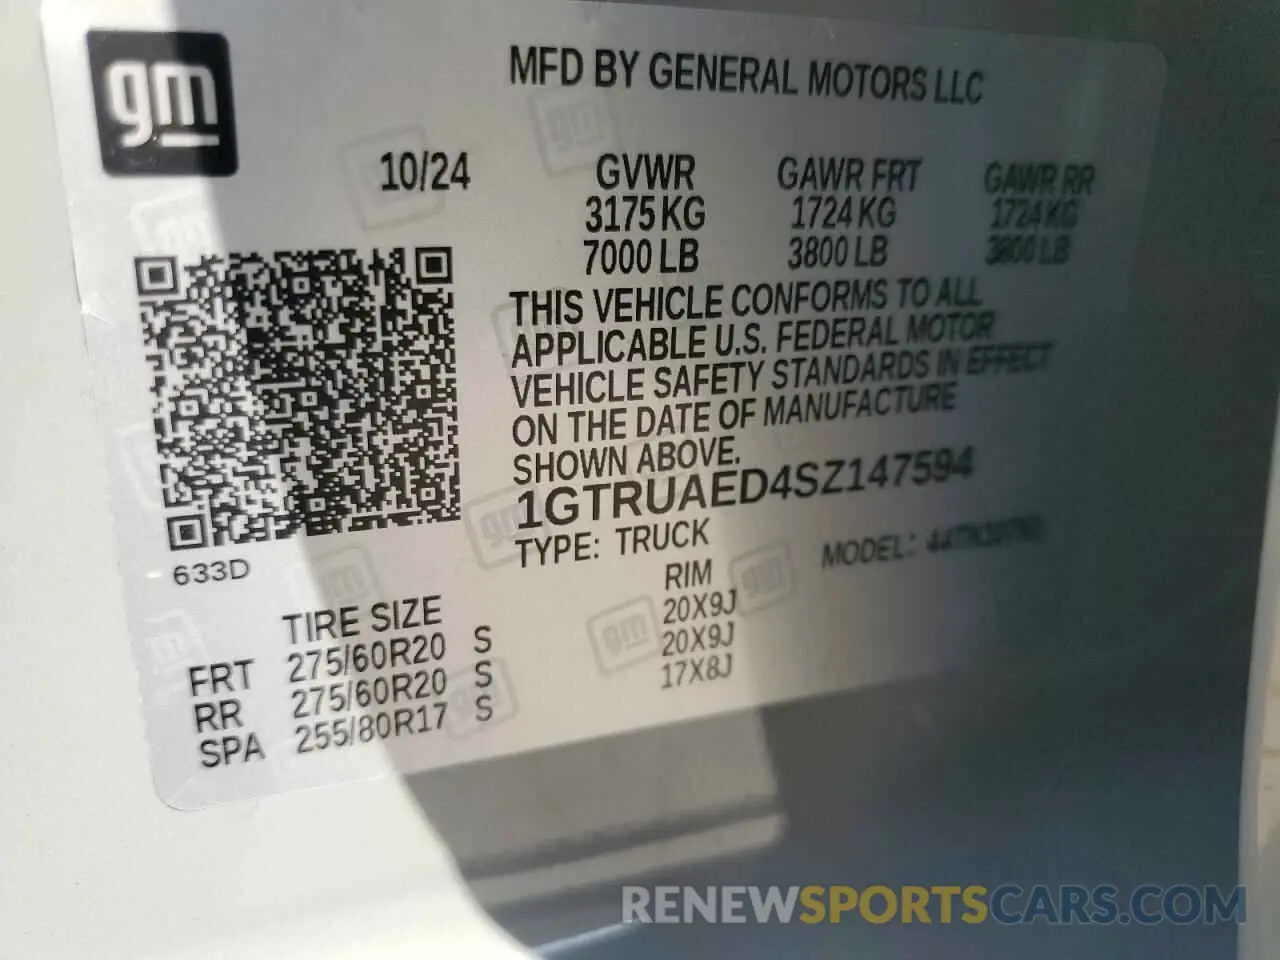 gm
MFD BY GENERAL MOTORS LLC
10/24 GVWR GAWR FRT GAWR RR
3175 KG 1724 KG 1724 KG
7000 LB 3800 LB 3800 LB
THIS VEHICLE CONFORMS TO ALL
APPLICABLE U.S. FEDERAL MOTOR
VEHICLE SAFETY STANDARDS IN EFFECT
ON THE DATE OF MANUFACTURE
SHOWN ABOVE.
1GTRUAED4SZ147594
TYPE: TRUCK MODEL:
633D
TIRE SIZE RIM
FRT 275/60R20 S 20X9J
RR 275/60R20 S 20X9J
SPA 255/80R17 S 17X8J
RENEWSPORTSCARS.COM